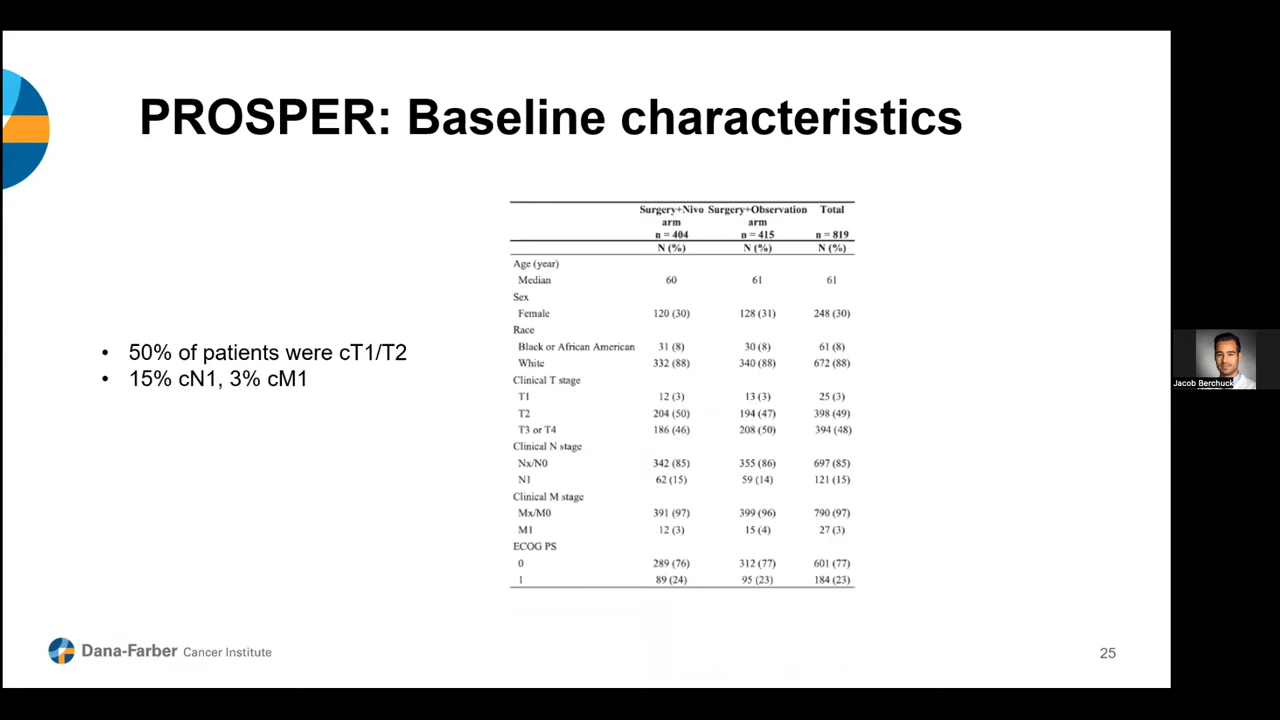 PROSPER: Baseline characteristics
• 50% of patients were cT1/T2
• 15% cN1, 3% cM1
Surgery+Nivo Surgery+Observation Total
arm arm
n = 404 n = 415 n = 819
N (%) N (%) N (%)
Age (year)
Median 60 61 61
Sex
Female 120 (30) 128 (31) 248 (30)
Race
Black or African American 31 (8) 30 (8) 61 (8)
White 332 (88) 340 (88) 672 (88)
Clinical T stage
T1 12 (3) 13 (3) 25 (3)
T2 204 (50) 194 (47) 398 (49)
T3 or T4 186 (46) 208 (50) 394 (48)
Clinical N stage
Nx/N0 342 (85) 355 (86) 697 (85)
N1 62 (15) 59 (14) 121 (15)
Clinical M stage
Mx/M0 391 (97) 399 (96) 790 (97)
M1 12 (3) 15 (4) 27 (3)
ECOG PS
0 289 (76) 312 (77) 601 (77)
1 89 (24) 95 (23) 184 (23)
Dana-Farber Cancer Institute
25
Jacob Berchuck